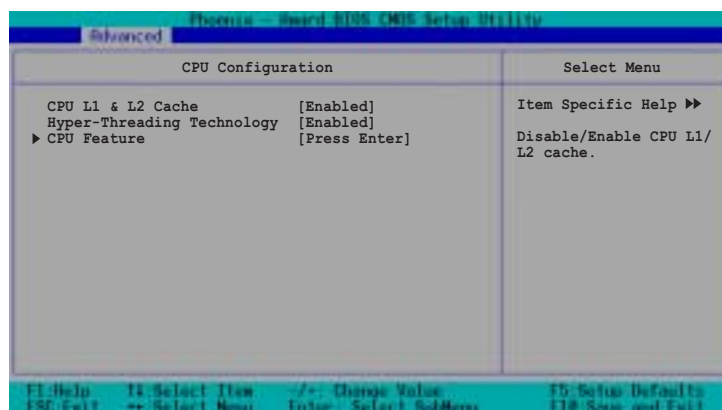 Phoenix - Award BIOS CMOS Setup Utility
Advanced
CPU Configuration
Select Menu
CPU L1 & L2 Cache [Enabled]
Hyper-Threading Technology [Enabled]
CPU Feature [Press Enter]
Item Specific Help
Disable/Enable CPU L1/
L2 cache.
F1:Help ↑↓:Select Item -/+: Change Value F5:Setup Defaults
ESC:Exit ↔:Select Menu Enter: Select SubMenu F10:Save and Exit